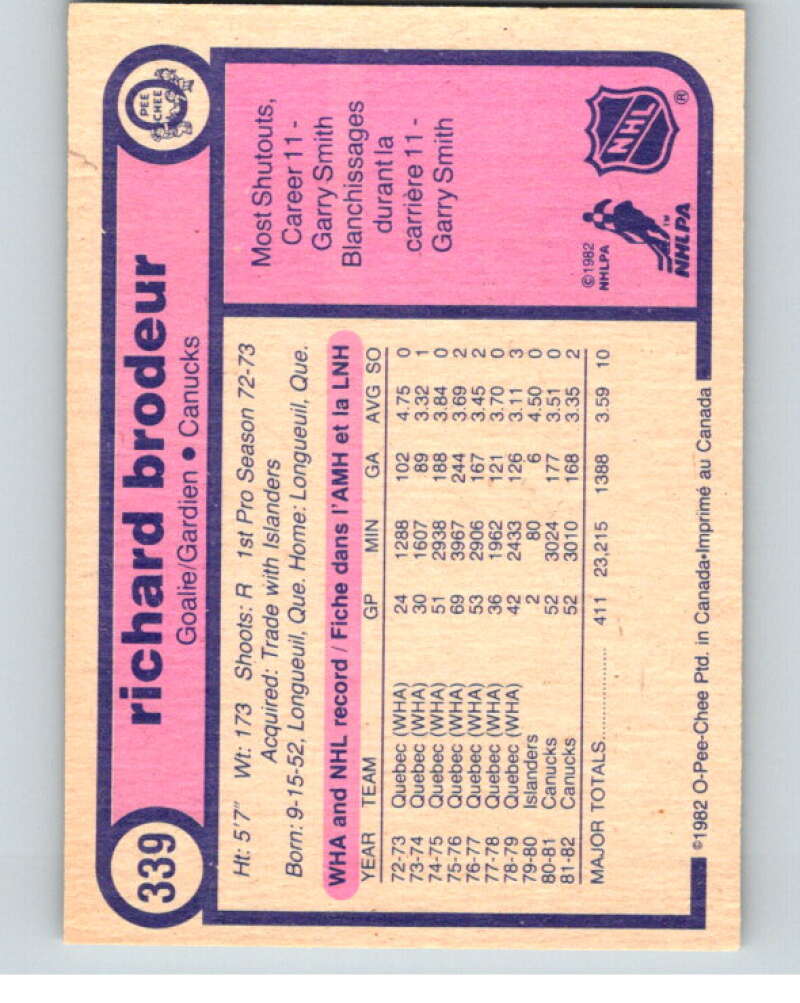 339
richard brodeur
Goalie/Gardien • Canucks
O
PEE
CHEE
Ht: 5'7" Wt: 173 Shoots: R 1st Pro Season 72-73
Acquired: Trade with Islanders
Born: 9-15-52, Longueuil, Que. Home: Longueuil, Que.
WHA and NHL record / Fiche dans l'AMH et la LNH
YEAR TEAM GP MIN GA AVG SO
72-73 Quebec (WHA) 24 1288 102 4.75 0
73-74 Quebec (WHA) 30 1607 89 3.32 1
74-75 Quebec (WHA) 51 2938 188 3.84 0
75-76 Quebec (WHA) 69 3967 244 3.69 2
76-77 Quebec (WHA) 53 2906 167 3.45 2
77-78 Quebec (WHA) 36 1962 121 3.70 0
78-79 Quebec (WHA) 42 2433 126 3.11 3
79-80 Islanders 2 80 6 4.50 0
80-81 Canucks 52 3024 177 3.51 0
81-82 Canucks 52 3010 168 3.35 2
MAJOR TOTALS.................... 411 23,215 1388 3.59 10
Most Shutouts,
Career 11 -
Garry Smith
Blanchissages
durant la
carrière 11 -
Garry Smith
©1982
NHLPA
NHLPA™
NHL®
©1982 O-Pee-Chee Ptd. in Canada•Imprimé au Canada